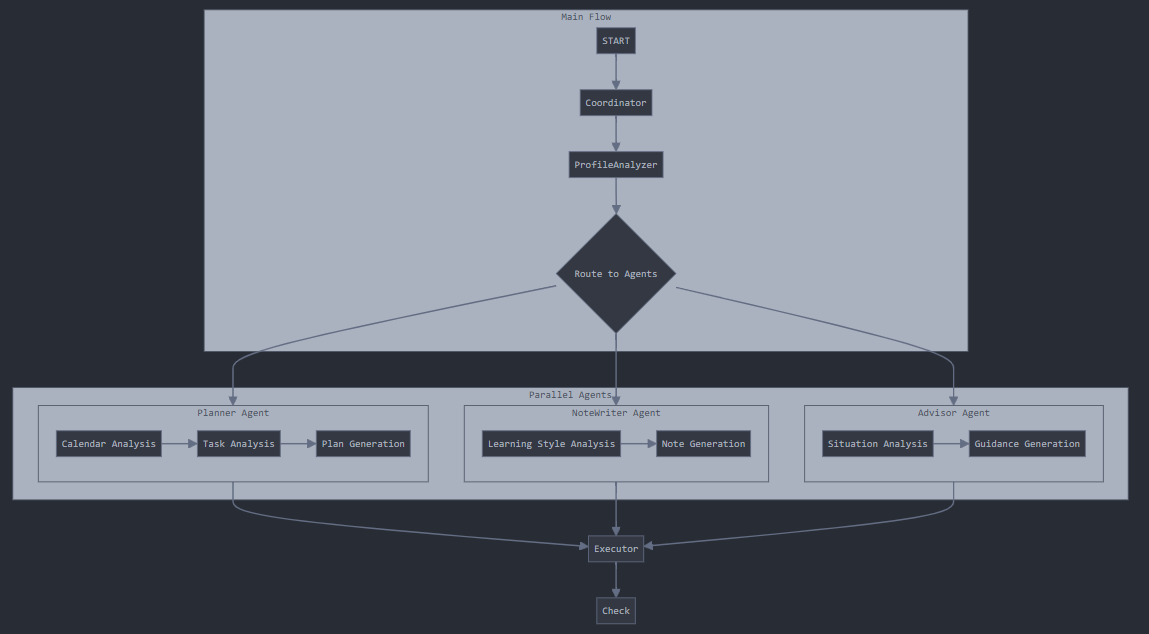 Main Flow
START
Coordinator
ProfileAnalyzer
Route to Agents
Parallel Agents
Planner Agent
Calendar Analysis
Task Analysis
Plan Generation
NoteWriter Agent
Learning Style Analysis
Note Generation
Advisor Agent
Situation Analysis
Guidance Generation
Executor
Check